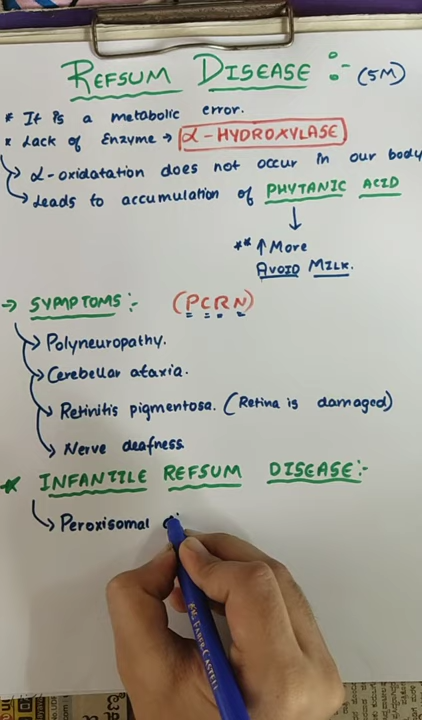 REFSUM DISEASE :- (5M)
* It is a metabolic error.
* Lack of Enzyme → α-HYDROXYLASE
α-oxidatation does not occur in our body
Leads to accumulation of PHYTANIC ACID
↓
** ↑ More
AVOID MILK.
→ SYMPTOMS :- (PCRN)
Polyneuropathy.
Cerebellar ataxia.
Retinitis pigmentosa. (Retina is damaged)
Nerve deafness
* INFANTILE REFSUM DISEASE :-
Peroxisomal
FABER-CASTELL